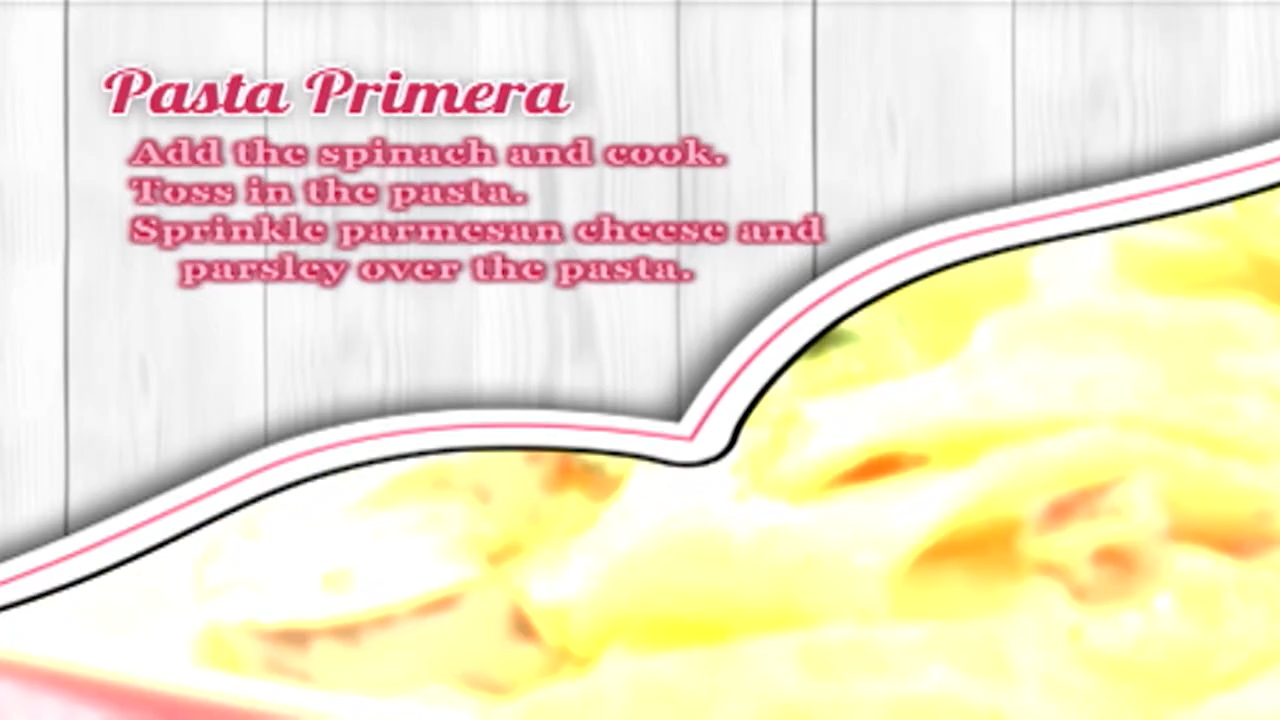 Pasta Primera
Add the spinach and cook.
Toss in the pasta.
Sprinkle parmesan cheese and
parsley over the pasta.